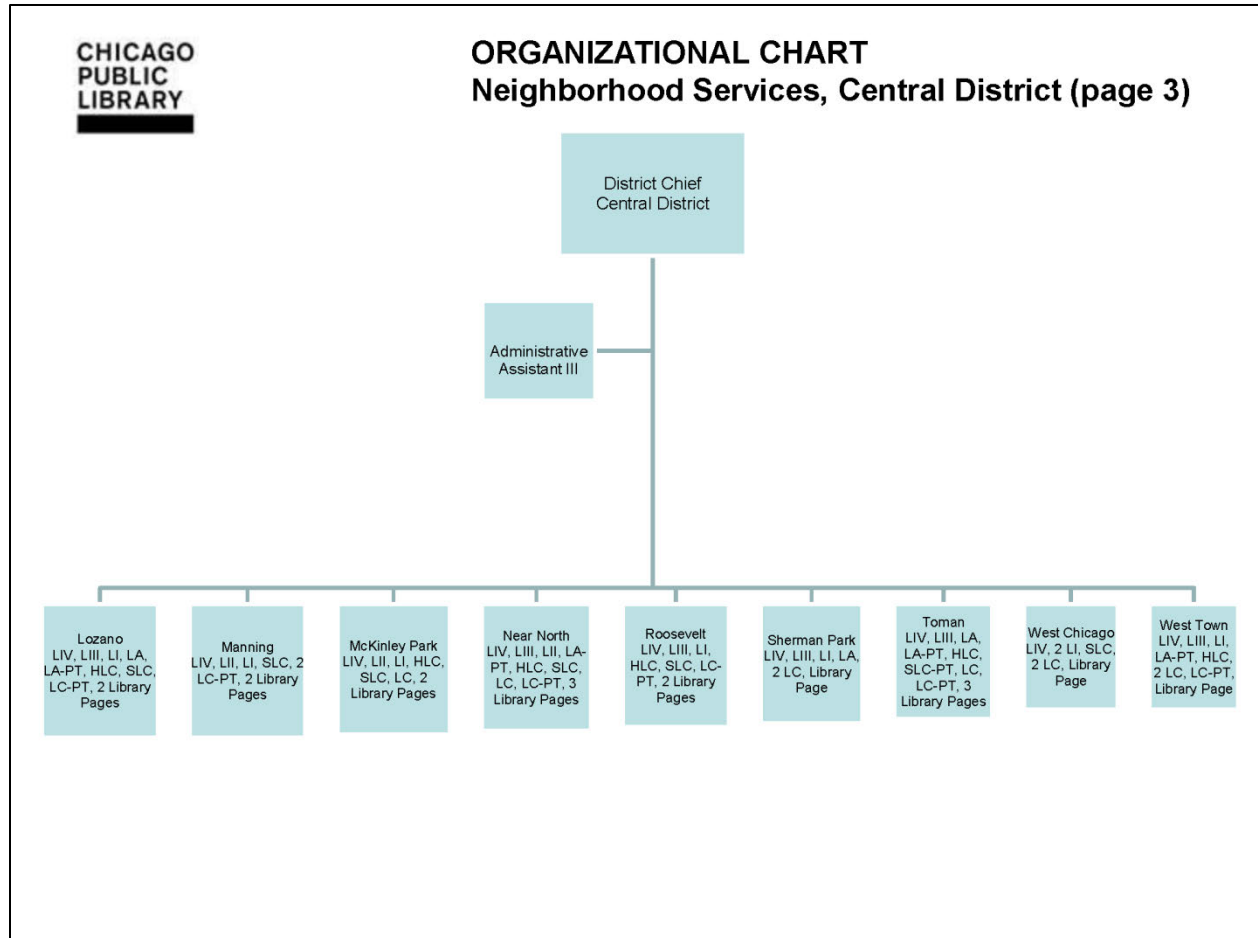 CHICAGO
PUBLIC
LIBRARY
ORGANIZATIONAL CHART
Neighborhood Services, Central District (page 3)
District Chief
Central District
Administrative
Assistant III
Lozano
LIV, LIII, LI, LA,
LA-PT, HLC, SLC,
LC-PT, 2 Library
Pages
Manning
LIV, LII, LI, SLC, 2
LC-PT, 2 Library
Pages
McKinley Park
LIV, LII, LI, HLC,
SLC, LC, 2
Library Pages
Near North
LIV, LIII, LII, LA-
PT, HLC, SLC,
LC, LC-PT, 3
Library Pages
Roosevelt
LIV, LIII, LI,
HLC, SLC, LC-
PT, 2 Library
Pages
Sherman Park
LIV, LIII, LI, LA,
2 LC, Library
Page
Toman
LIV, LIII, LA,
LA-PT, HLC,
SLC-PT, LC,
LC-PT, 3
Library Pages
West Chicago
LIV, 2 LI, SLC,
2 LC, Library
Page
West Town
LIV, LIII, LI,
LA-PT, HLC,
2 LC, LC-PT,
Library Page